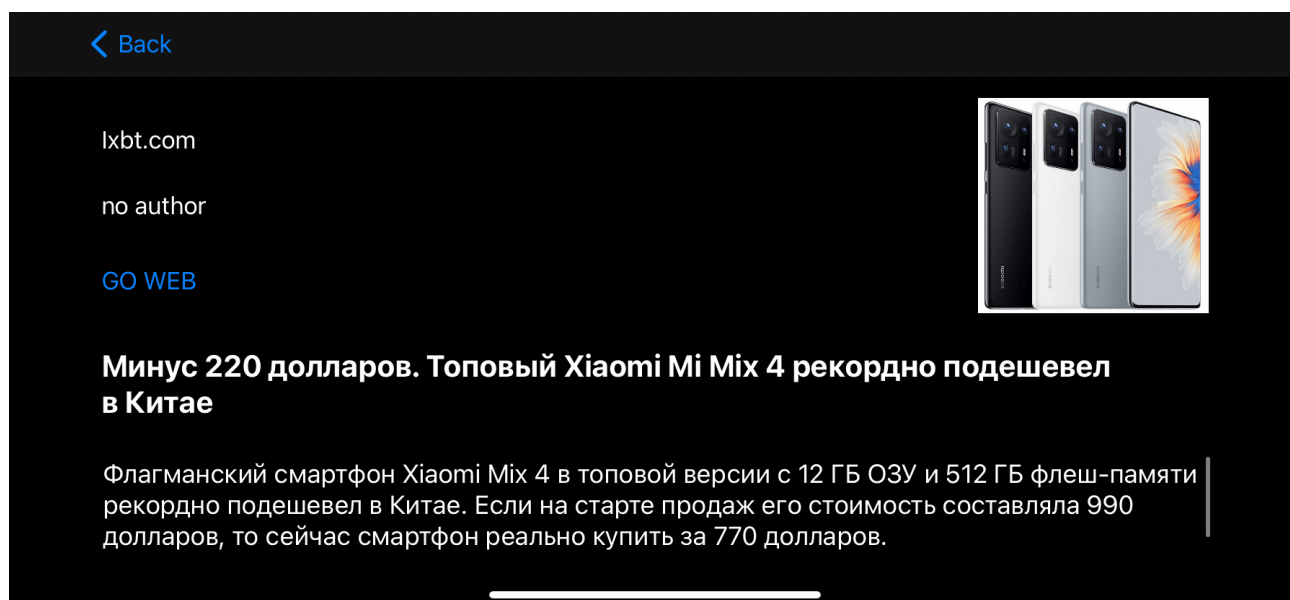 Back
Ixbt.com
no author
GO WEB
Минус 220 долларов. Топовый Xiaomi Mi Mix 4 рекордно подешевел
в Китае
Флагманский смартфон Xiaomi Mix 4 в топовой версии с 12 ГБ ОЗУ и 512 ГБ флеш-памяти
рекордно подешевел в Китае. Если на старте продаж его стоимость составляла 990
долларов, то сейчас смартфон реально купить за 770 долларов.